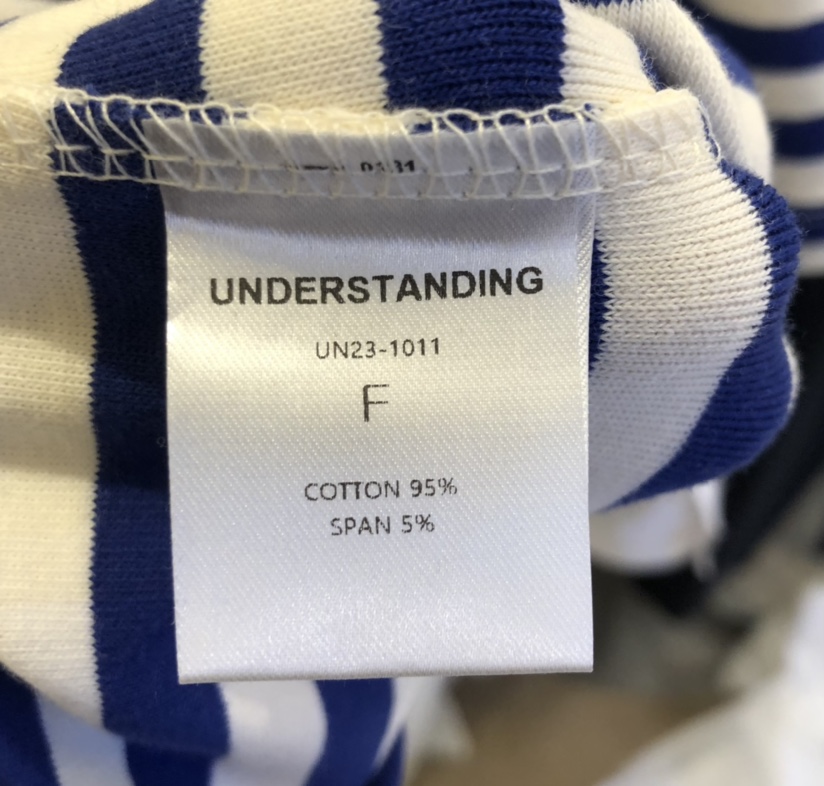 UNDERSTANDING
UN23-1011
F
COTTON 95%
SPAN 5%